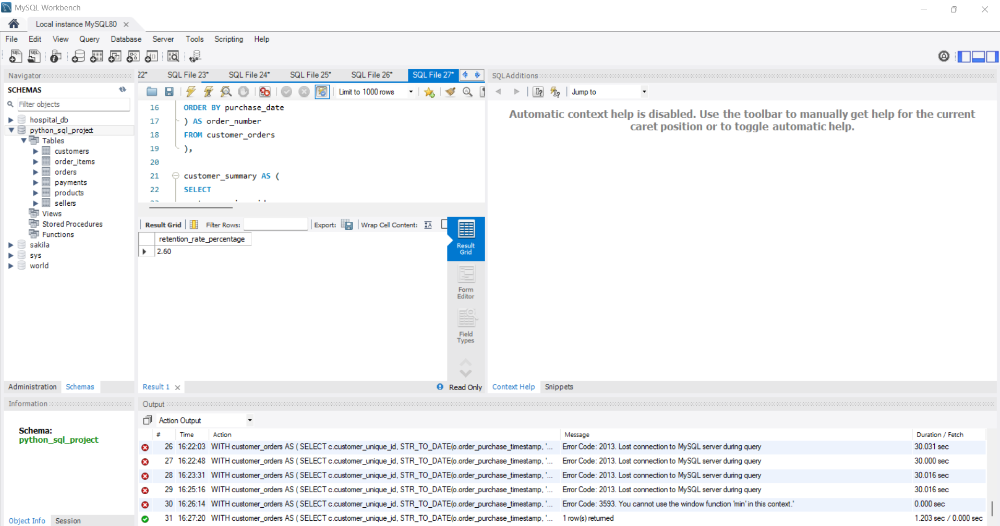 MySQL Workbench
Local instance MySQL80
File Edit View Query Database Server Tools Scripting Help
Navigator
SCHEMAS
Filter objects
hospital_db
python_sql_project
Tables
customers
order_items
orders
payments
products
sellers
Views
Stored Procedures
Functions
sakila
sys
world
Administration Schemas
Information
Schema:
python_sql_project
Object Info Session
22* SQL File 23* SQL File 24* SQL File 25* SQL File 26* SQL File 27*
Limit to 1000 rows
16 ORDER BY purchase_date
17 ) AS order_number
18 FROM customer_orders
19 ),
20
21 customer_summary AS (
22 SELECT
Result Grid Filter Rows: Export: Wrap Cell Content:
retention_rate_percentage
2.60
Result Grid
Form Editor
Field Types
Result 1 Read Only
SQLAdditions
Jump to
Automatic context help is disabled. Use the toolbar to manually get help for the current
caret position or to toggle automatic help.
Context Help Snippets
Output
Action Output
# Time Action Message Duration / Fetch
26 16:22:03 WITH customer_orders AS ( SELECT c.customer_unique_id, STR_TO_DATE(o.order_purchase_timestamp, '... Error Code: 2013. Lost connection to MySQL server during query 30.031 sec
27 16:22:48 WITH customer_orders AS ( SELECT c.customer_unique_id, STR_TO_DATE(o.order_purchase_timestamp, '... Error Code: 2013. Lost connection to MySQL server during query 30.000 sec
28 16:23:31 WITH customer_orders AS ( SELECT c.customer_unique_id, STR_TO_DATE(o.order_purchase_timestamp, '... Error Code: 2013. Lost connection to MySQL server during query 30.016 sec
29 16:25:16 WITH customer_orders AS ( SELECT c.customer_unique_id, STR_TO_DATE(o.order_purchase_timestamp, '... Error Code: 2013. Lost connection to MySQL server during query 30.016 sec
30 16:26:14 WITH customer_orders AS ( SELECT c.customer_unique_id, STR_TO_DATE(o.order_purchase_timestamp, '... Error Code: 3593. You cannot use the window function 'min' in this context.' 0.000 sec
31 16:27:20 WITH customer_orders AS ( SELECT c.customer_unique_id, STR_TO_DATE(o.order_purchase_timestamp, '... 1 row(s) returned 1.203 sec / 0.000 sec